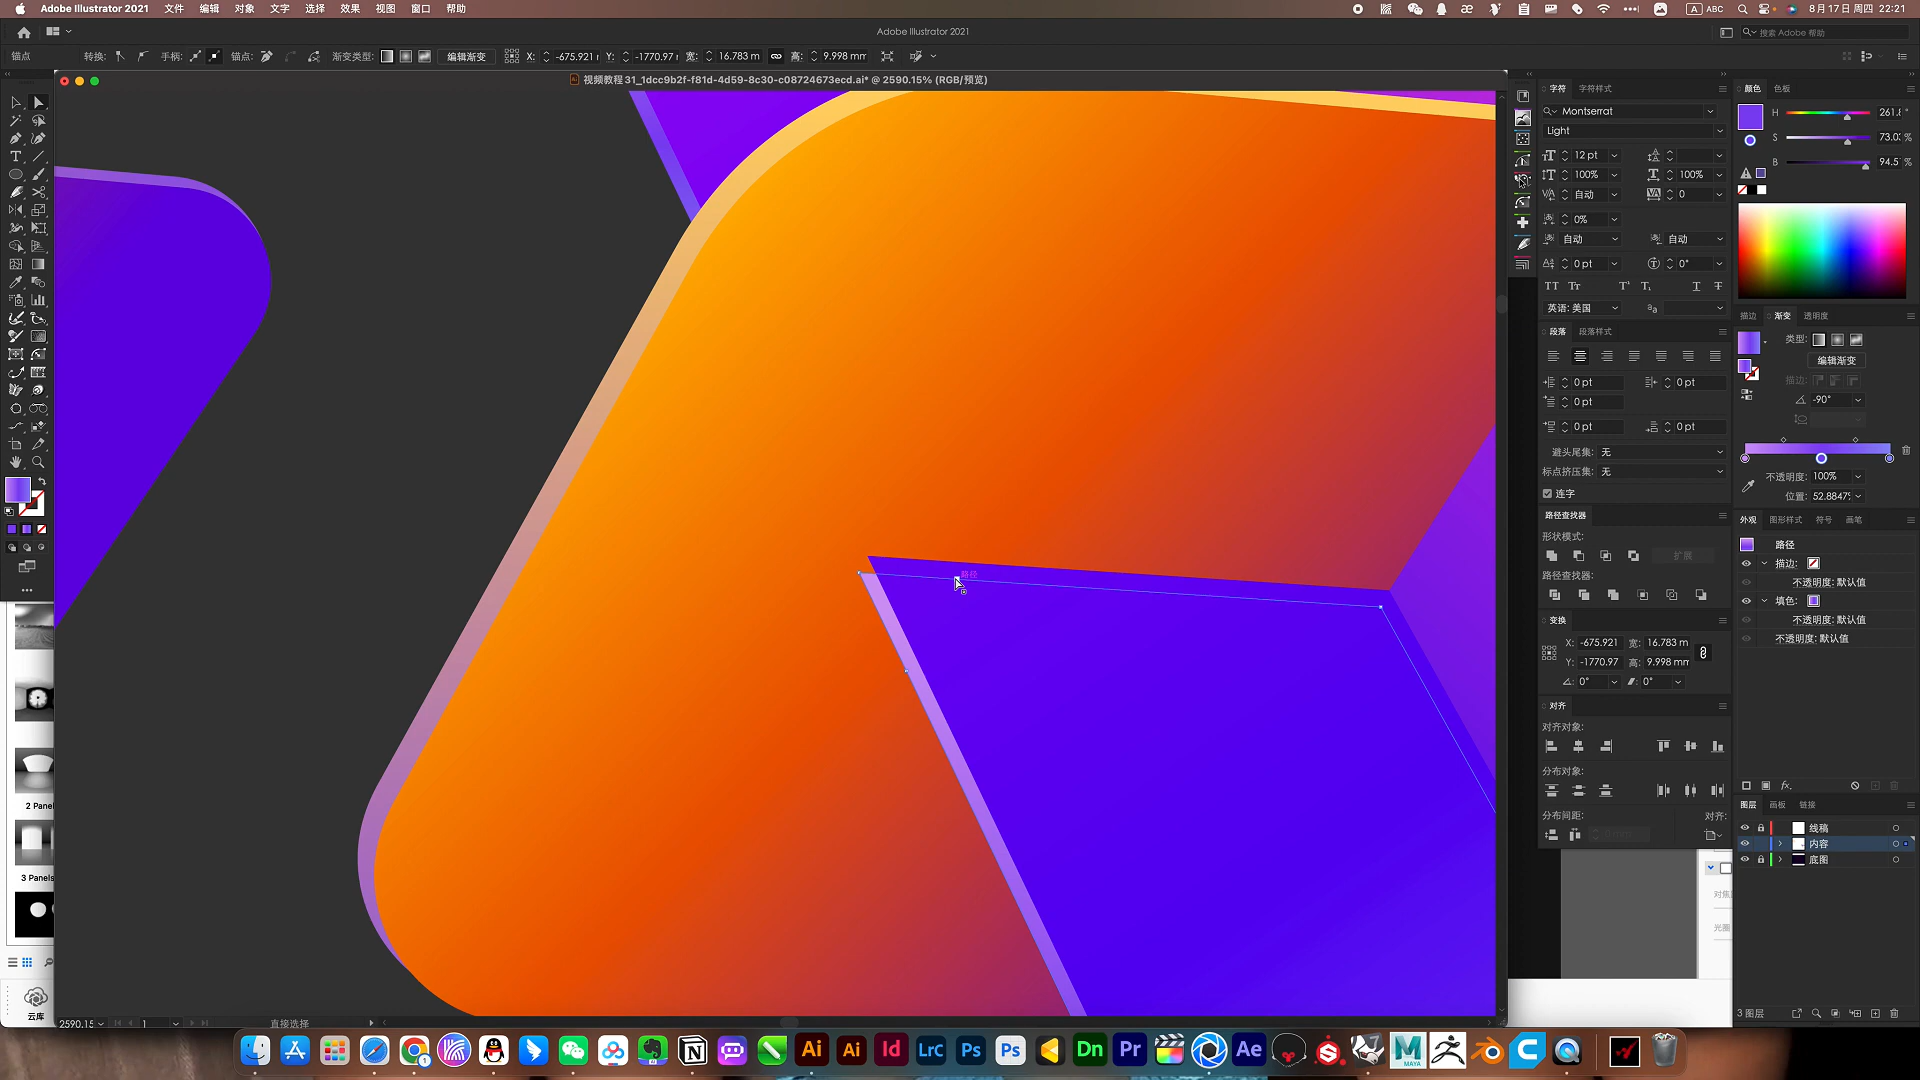 Adobe Illustrator 2021 文件 编辑 对象 文字 选择 效果 视图 窗口 帮助
A ABC 8月17日 周四 22:21
Adobe Illustrator 2021
搜索 Adobe 帮助
锚点 转换: 手柄: 锚点: 渐变类型: 编辑渐变 X: -675.921 Y: -1770.97 宽: 16.783 m 高: 9.998 mm
视频教程31_1dcc9b2f-f81d-4d59-8c30-c08724673ecd.ai* @ 2590.15% (RGB/预览)
字符 字符样式
Montserrat
Light
12 pt
100% 100%
自动 0
0%
自动 自动
0 pt 0°
英语: 美国
段落 段落样式
0 pt 0 pt
0 pt
0 pt 0 pt
避头尾集: 无
标点挤压集: 无
连字
路径查找器
形状模式:
扩展
路径查找器:
变换
X: -675.921 宽: 16.783 m
Y: -1770.97 高: 9.998 mm
0° 0°
对齐
对齐对象:
分布对象:
分布间距: 对齐:
颜色 色板
H 261.8 °
S 73.03 %
B 94.5 %
描边 渐变 透明度
类型:
编辑渐变
描边:
-90°
不透明度: 100%
位置: 52.8847%
外观 图形样式 符号 画笔
路径
描边:
不透明度: 默认值
填色:
不透明度: 默认值
不透明度: 默认值
fx
图层 画板 链接
线稿
内容
底图
3 图层
路径
2 Panel
3 Panels
云库
2590.15 1 直接选择
Ai Ai Id LrC Ps Ps Dn Pr Ae MAYA